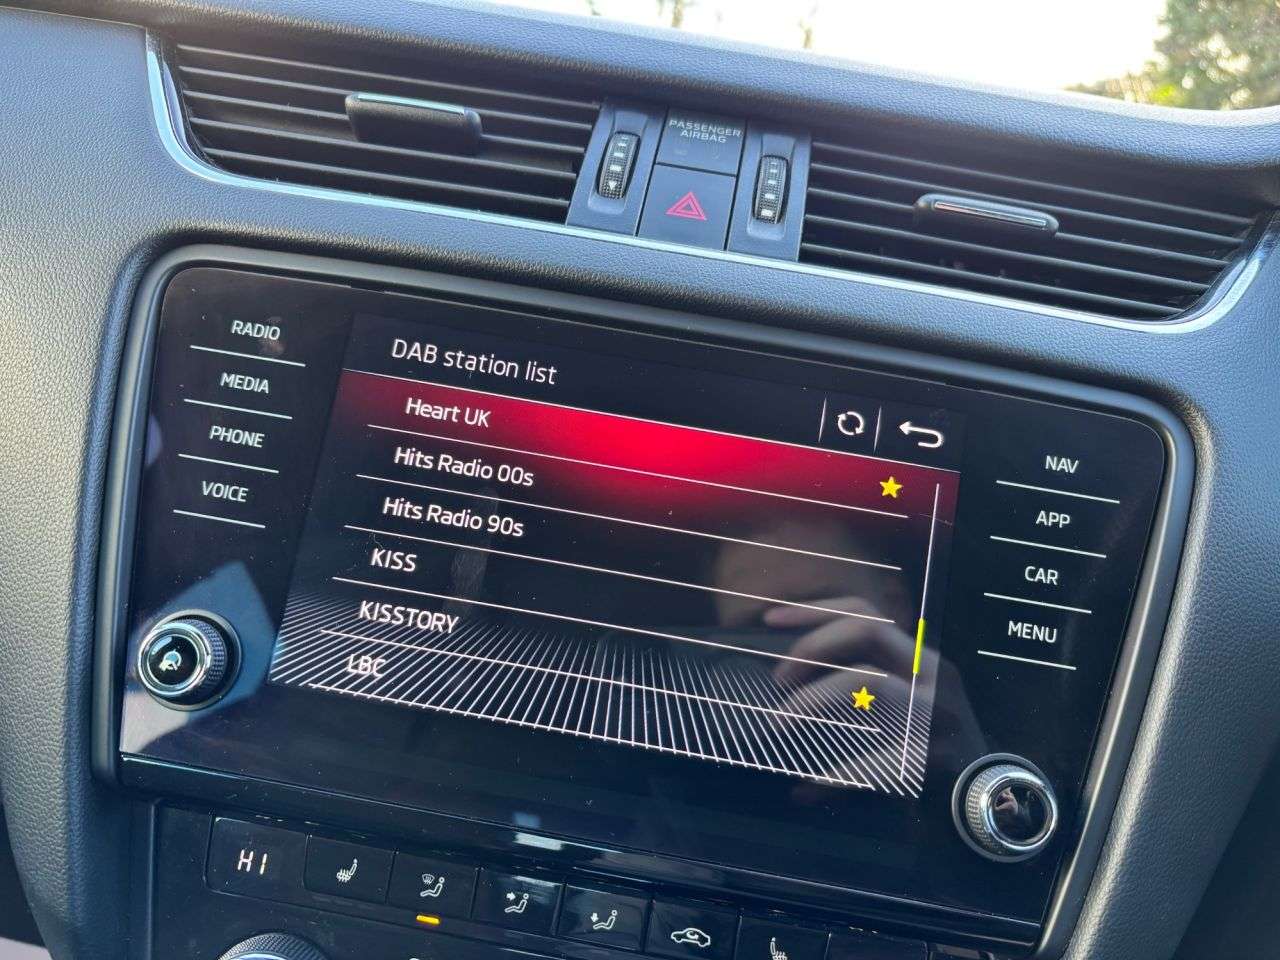 PASSENGER
AIRBAG
RADIO
MEDIA
PHONE
VOICE
DAB station list
Heart UK
Hits Radio 00s
Hits Radio 90s
KISS
KISSTORY
LBC
NAV
APP
CAR
MENU
HI